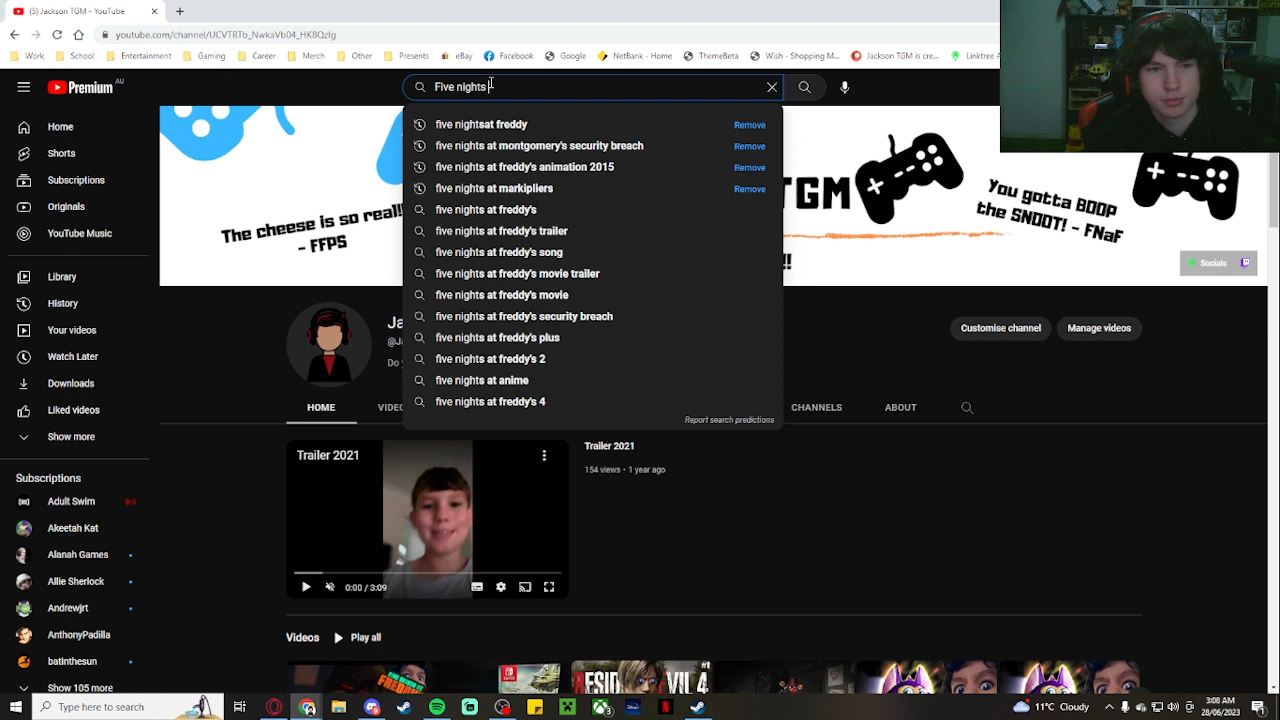 (5) Jackson TGM - YouTube
youtube.com/channel/UCVTRTb_NwkaVb04_HK8QzIg
Work School Entertainment Gaming Career Merch Other Presents eBay Facebook Google NetBank - Home ThemeBeta Wish - Shopping M... Jackson TGM is cre... Linktree
Premium AU
Five nights
five nightsat freddy Remove
five nights at montgomery's security breach Remove
five nights at freddy's animation 2015 Remove
five nights at markipliers Remove
five nights at freddy's
five nights at freddy's trailer
five nights at freddy's song
five nights at freddy's movie trailer
five nights at freddy's movie
five nights at freddy's security breach
five nights at freddy's plus
five nights at freddy's 2
five nights at anime
five nights at freddy's 4
Report search predictions
Home
Shorts
Subscriptions
Originals
YouTube Music
Library
History
Your videos
Watch Later
Downloads
Liked videos
Show more
Subscriptions
Adult Swim
Akeetah Kat
Alanah Games
Allie Sherlock
Andrewjrt
AnthonyPadilla
batinthesun
Show 105 more
The cheese is so real!!
- FFPS
TGM
!!
You gotta BOOP
the SNOOT! - FNaF
Socials
Ja
@Ja
Do y
Customise channel Manage videos
HOME VIDEO CHANNELS ABOUT
Trailer 2021
0:00 / 3:09
Trailer 2021
154 views • 1 year ago
Videos Play all
#1
Type here to search
11°C Cloudy
3:08 AM
28/06/2023